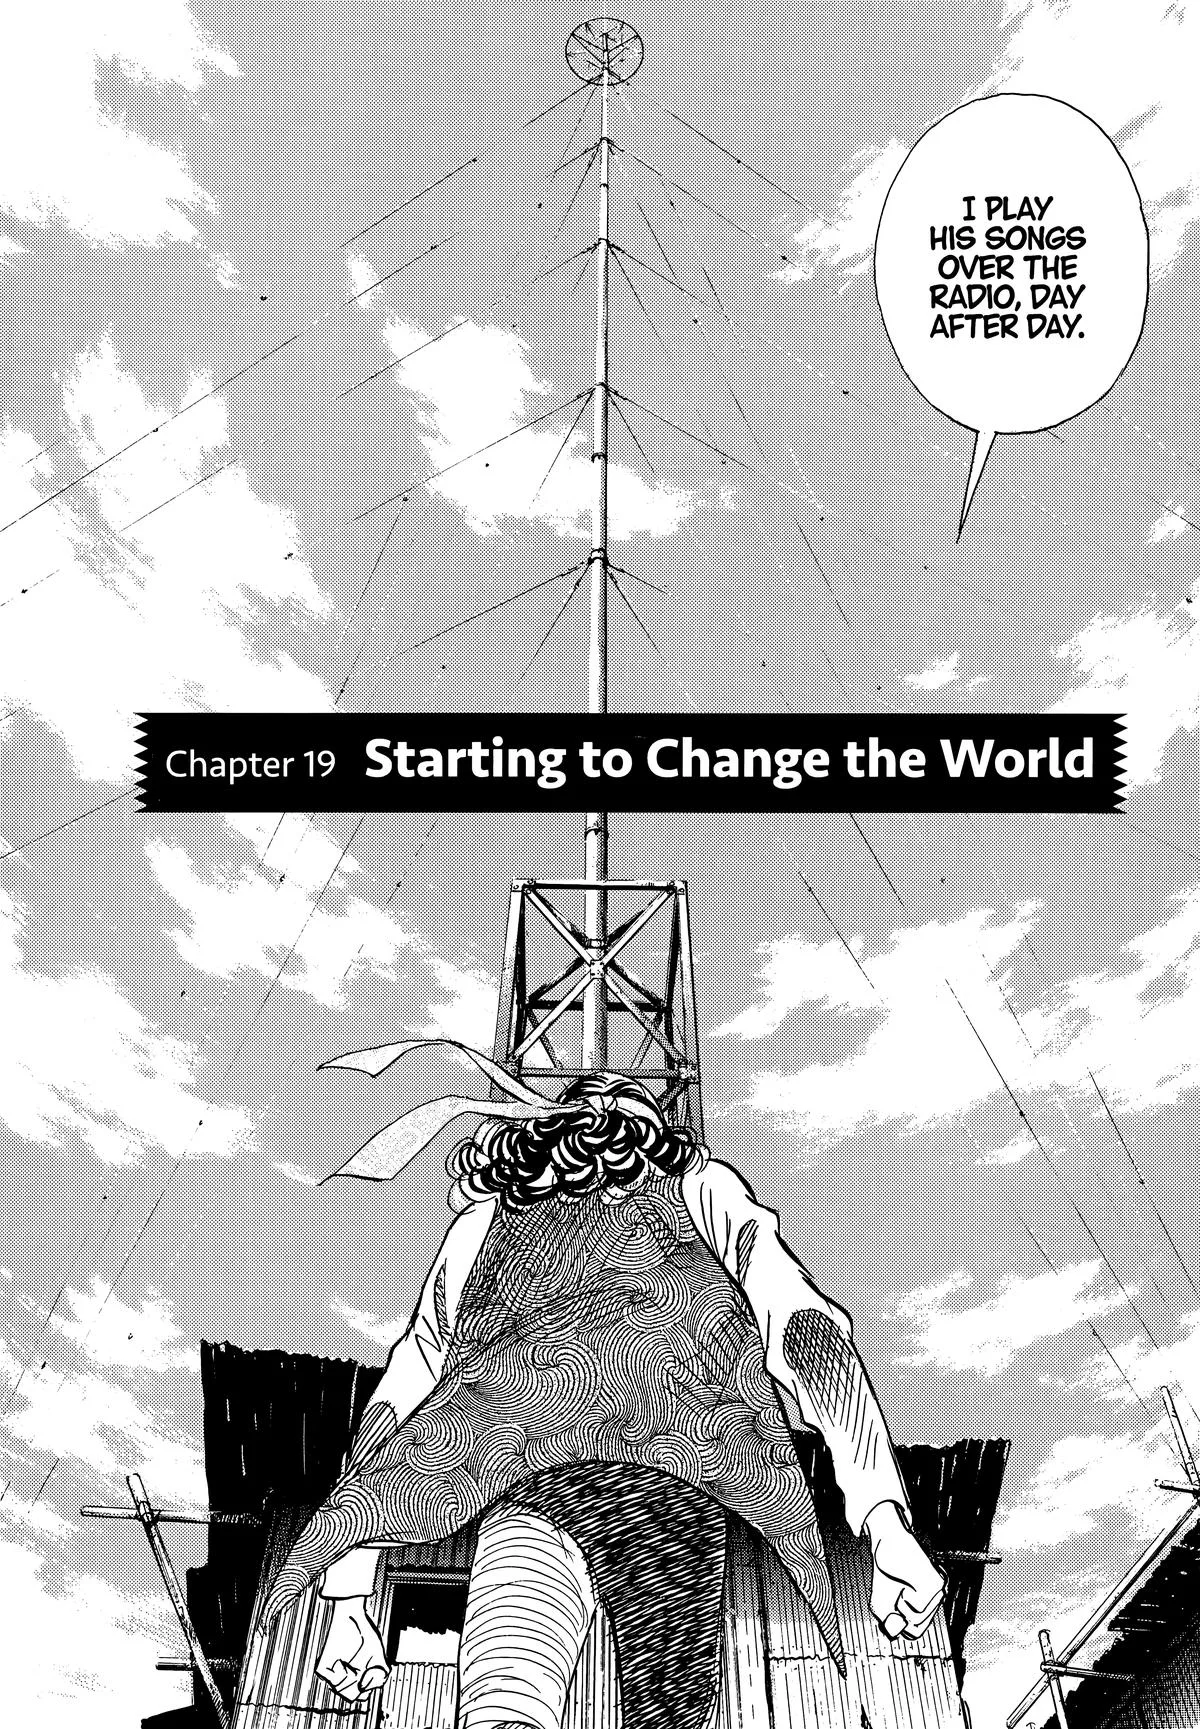 I PLAY
HIS SONGS
OVER THE
RADIO, DAY
AFTER DAY.
Chapter 19 Starting to Change the World